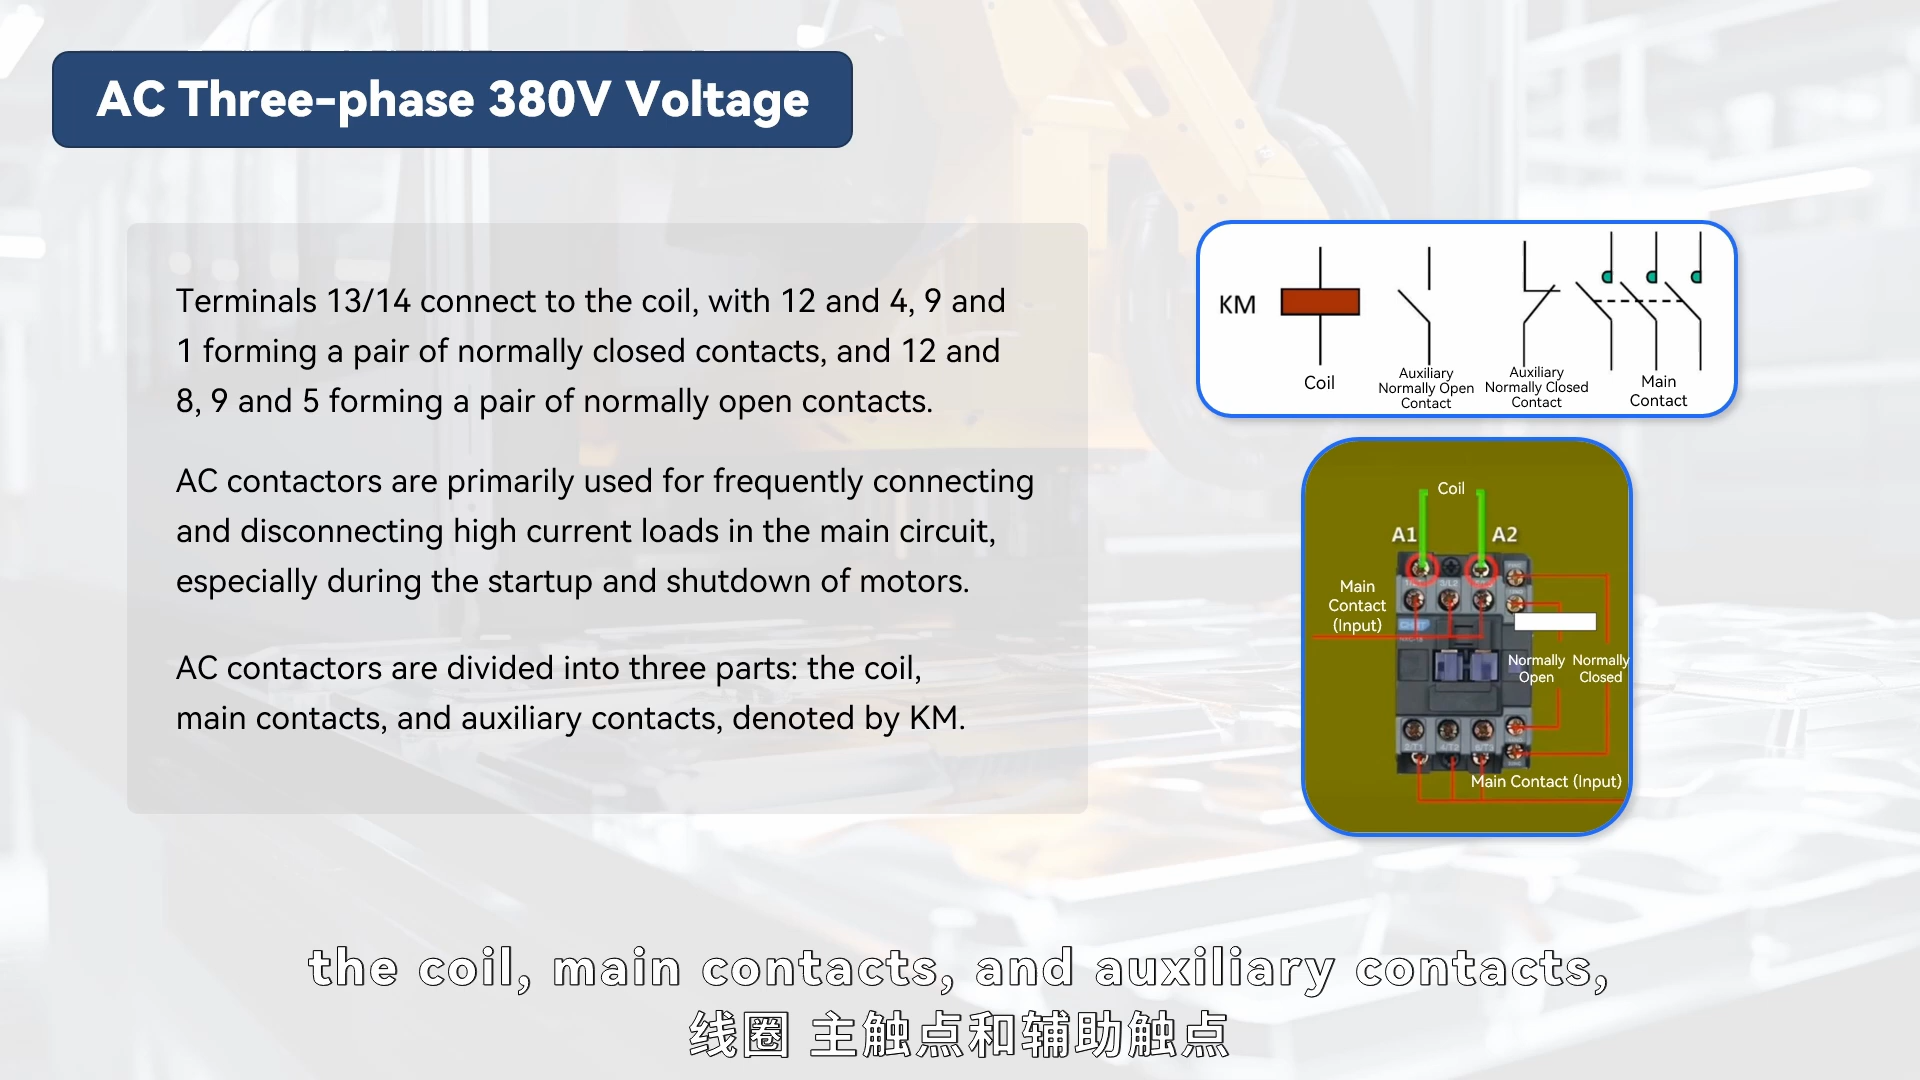 AC Three-phase 380V Voltage
Terminals 13/14 connect to the coil, with 12 and 4, 9 and
1 forming a pair of normally closed contacts, and 12 and
8, 9 and 5 forming a pair of normally open contacts.
AC contactors are primarily used for frequently connecting
and disconnecting high current loads in the main circuit,
especially during the startup and shutdown of motors.
AC contactors are divided into three parts: the coil,
main contacts, and auxiliary contacts, denoted by KM.
KM
Coil
Auxiliary
Normally Open
Contact
Auxiliary
Normally Closed
Contact
Main
Contact
Coil
A1
A2
Main
Contact
(Input)
Normally
Open
Normally
Closed
Main Contact (Input)
the coil, main contacts, and auxiliary contacts,
线圈 主触点和辅助触点